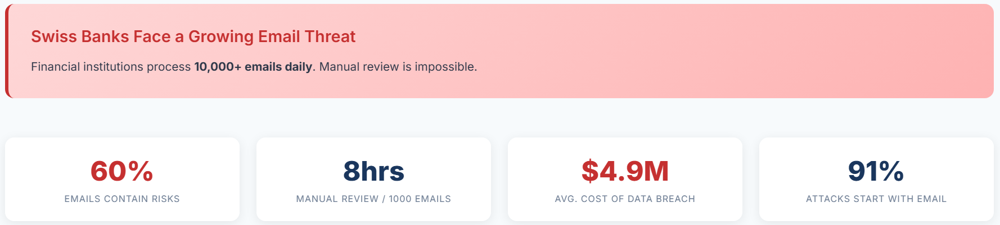 Swiss Banks Face a Growing Email Threat
Financial institutions process 10,000+ emails daily. Manual review is impossible.
60%
EMAILS CONTAIN RISKS
8hrs
MANUAL REVIEW / 1000 EMAILS
$4.9M
AVG. COST OF DATA BREACH
91%
ATTACKS START WITH EMAIL